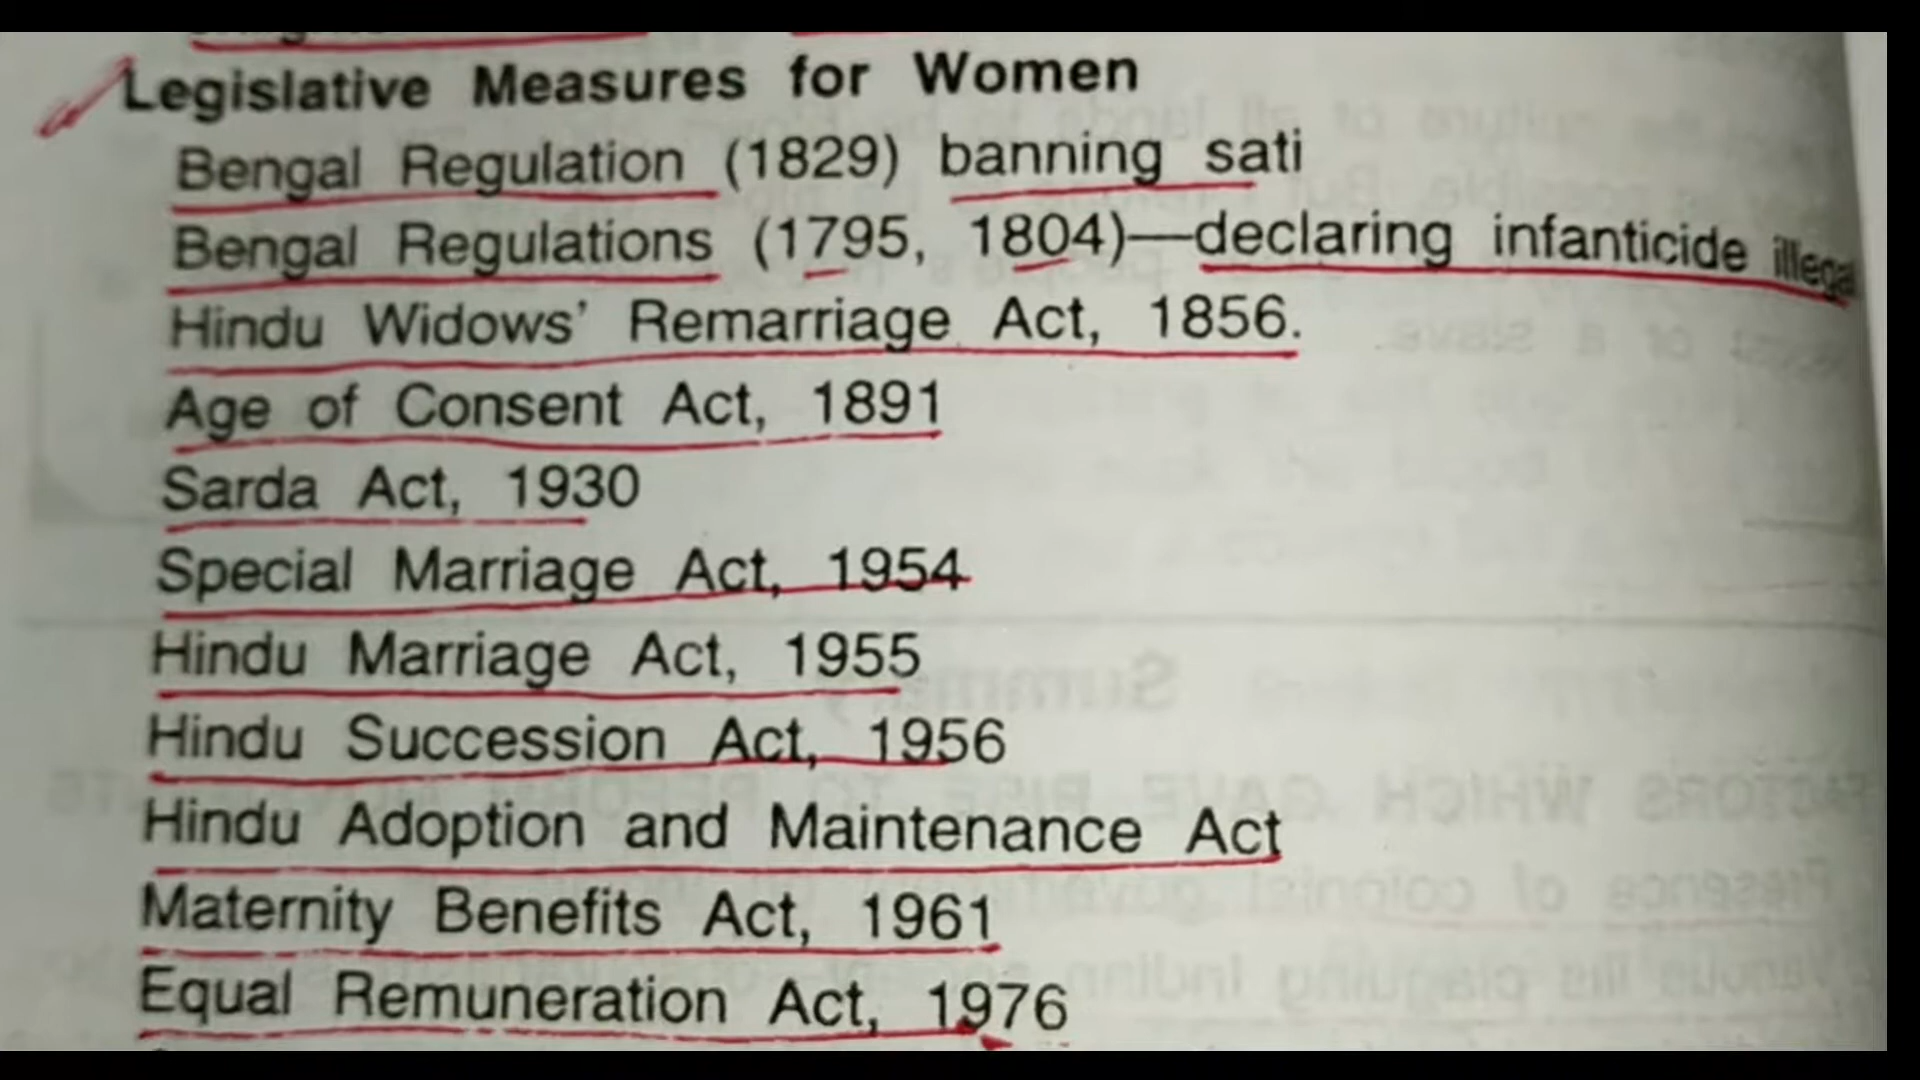 Legislative Measures for Women
Bengal Regulation (1829) banning sati
Bengal Regulations (1795, 1804)—declaring infanticide illegal
Hindu Widows' Remarriage Act, 1856.
Age of Consent Act, 1891
Sarda Act, 1930
Special Marriage Act, 1954
Hindu Marriage Act, 1955
Hindu Succession Act, 1956
Hindu Adoption and Maintenance Act
Maternity Benefits Act, 1961
Equal Remuneration Act, 1976